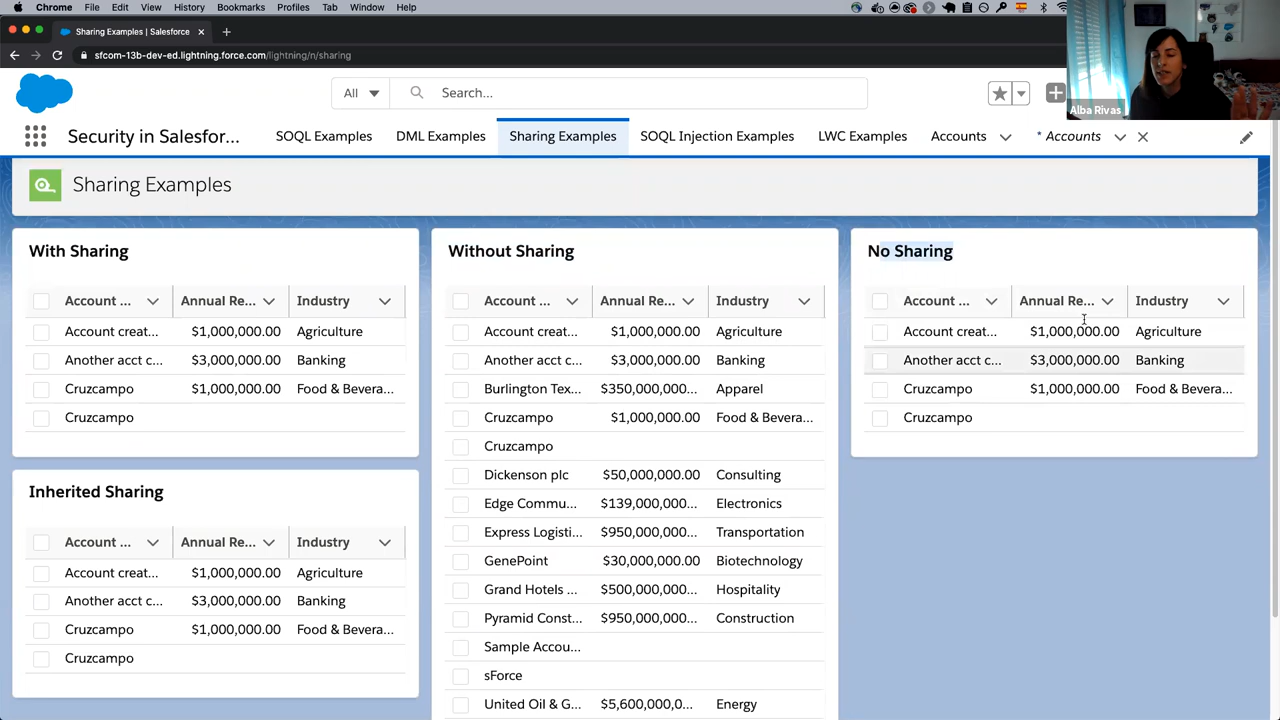 Chrome File Edit View History Bookmarks Profiles Tab Window Help
Sharing Examples | Salesforce
sfcom-13b-dev-ed.lightning.force.com/lightning/n/sharing
Alba Rivas
All Search...
Security in Salesfor... SOQL Examples DML Examples Sharing Examples SOQL Injection Examples LWC Examples Accounts * Accounts
Sharing Examples
With Sharing
Account ... Annual Re... Industry
Account creat... $1,000,000.00 Agriculture
Another acct c... $3,000,000.00 Banking
Cruzcampo $1,000,000.00 Food & Bevera...
Cruzcampo
Inherited Sharing
Account ... Annual Re... Industry
Account creat... $1,000,000.00 Agriculture
Another acct c... $3,000,000.00 Banking
Cruzcampo $1,000,000.00 Food & Bevera...
Cruzcampo
Without Sharing
Account ... Annual Re... Industry
Account creat... $1,000,000.00 Agriculture
Another acct c... $3,000,000.00 Banking
Burlington Tex... $350,000,000... Apparel
Cruzcampo $1,000,000.00 Food & Bevera...
Cruzcampo
Dickenson plc $50,000,000.00 Consulting
Edge Commu... $139,000,000... Electronics
Express Logisti... $950,000,000... Transportation
GenePoint $30,000,000.00 Biotechnology
Grand Hotels ... $500,000,000... Hospitality
Pyramid Const... $950,000,000... Construction
Sample Accou...
sForce
United Oil & G... $5,600,000,0... Energy
No Sharing
Account ... Annual Re... Industry
Account creat... $1,000,000.00 Agriculture
Another acct c... $3,000,000.00 Banking
Cruzcampo $1,000,000.00 Food & Bevera...
Cruzcampo